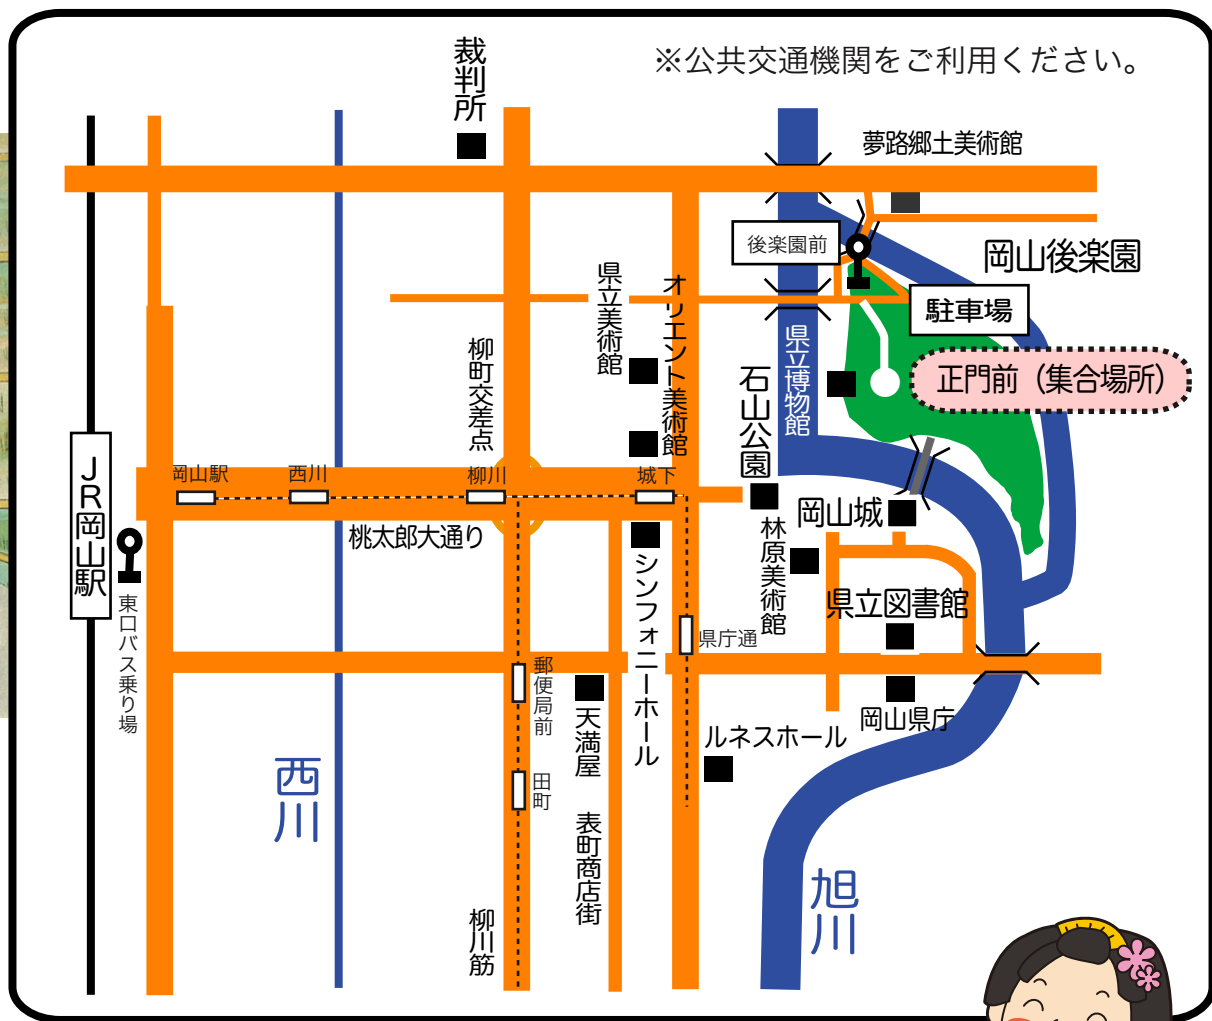 ※公共交通機関をご利用ください。
裁判所
夢路郷土美術館
後楽園前
岡山後楽園
県立美術館
オリエント美術館
駐車場
柳町交差点
県立博物館
石山公園
正門前（集合場所）
JR岡山駅
岡山駅
西川
柳川
城下
桃太郎大通り
岡山城
林原美術館
シンフォニーホール
東口バス乗り場
県立図書館
県庁通
郵便局前
天満屋
岡山県庁
ルネスホール
西川
田町
表町商店街
旭川
柳川筋